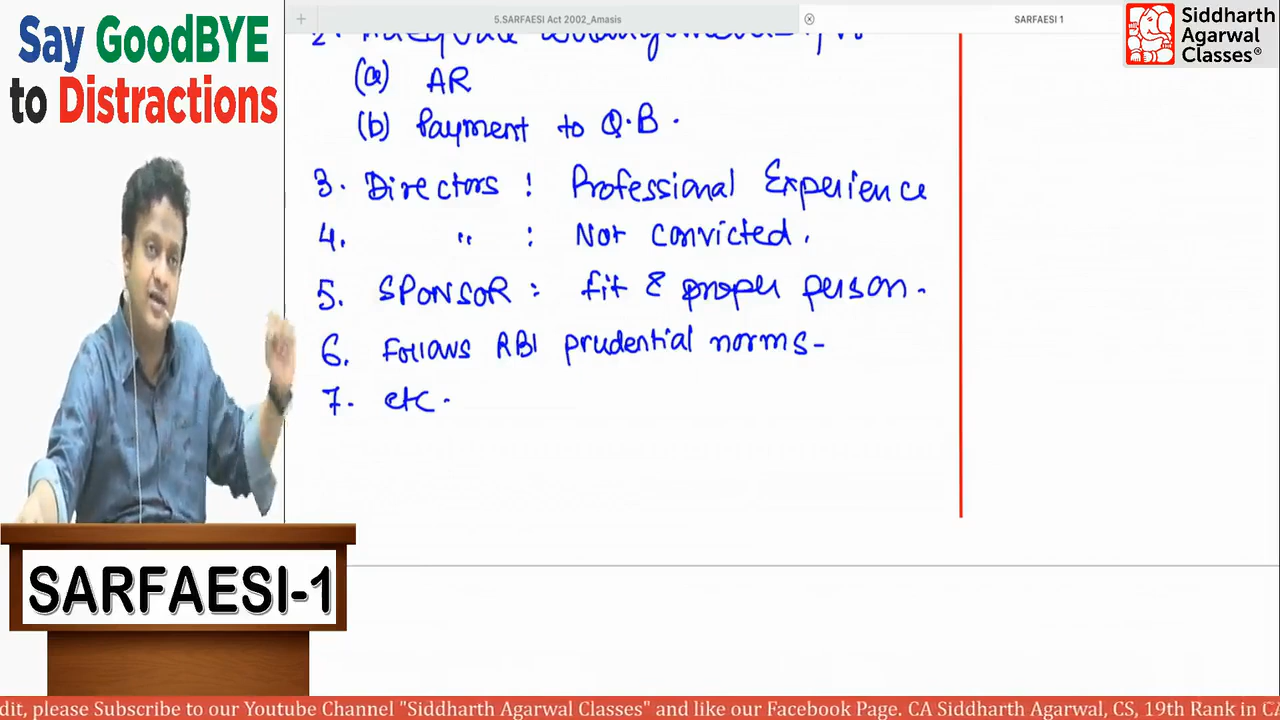 Say GoodBYE
to Distractions
5.SARFAESI Act 2002_Amasis
SARFAESI 1
Siddharth
Agarwal
Classes®
2. Adequate
(a) AR
(b) Payment to Q.B.
3. Directors : Professional Experience
4. " : Not convicted.
5. SPONSOR : fit & proper person.
6. Follows RBI prudential norms-
7. etc.
SARFAESI-1
dit, please Subscribe to our Youtube Channel "Siddharth Agarwal Classes" and like our Facebook Page. CA Siddharth Agarwal, CS, 19th Rank in CA